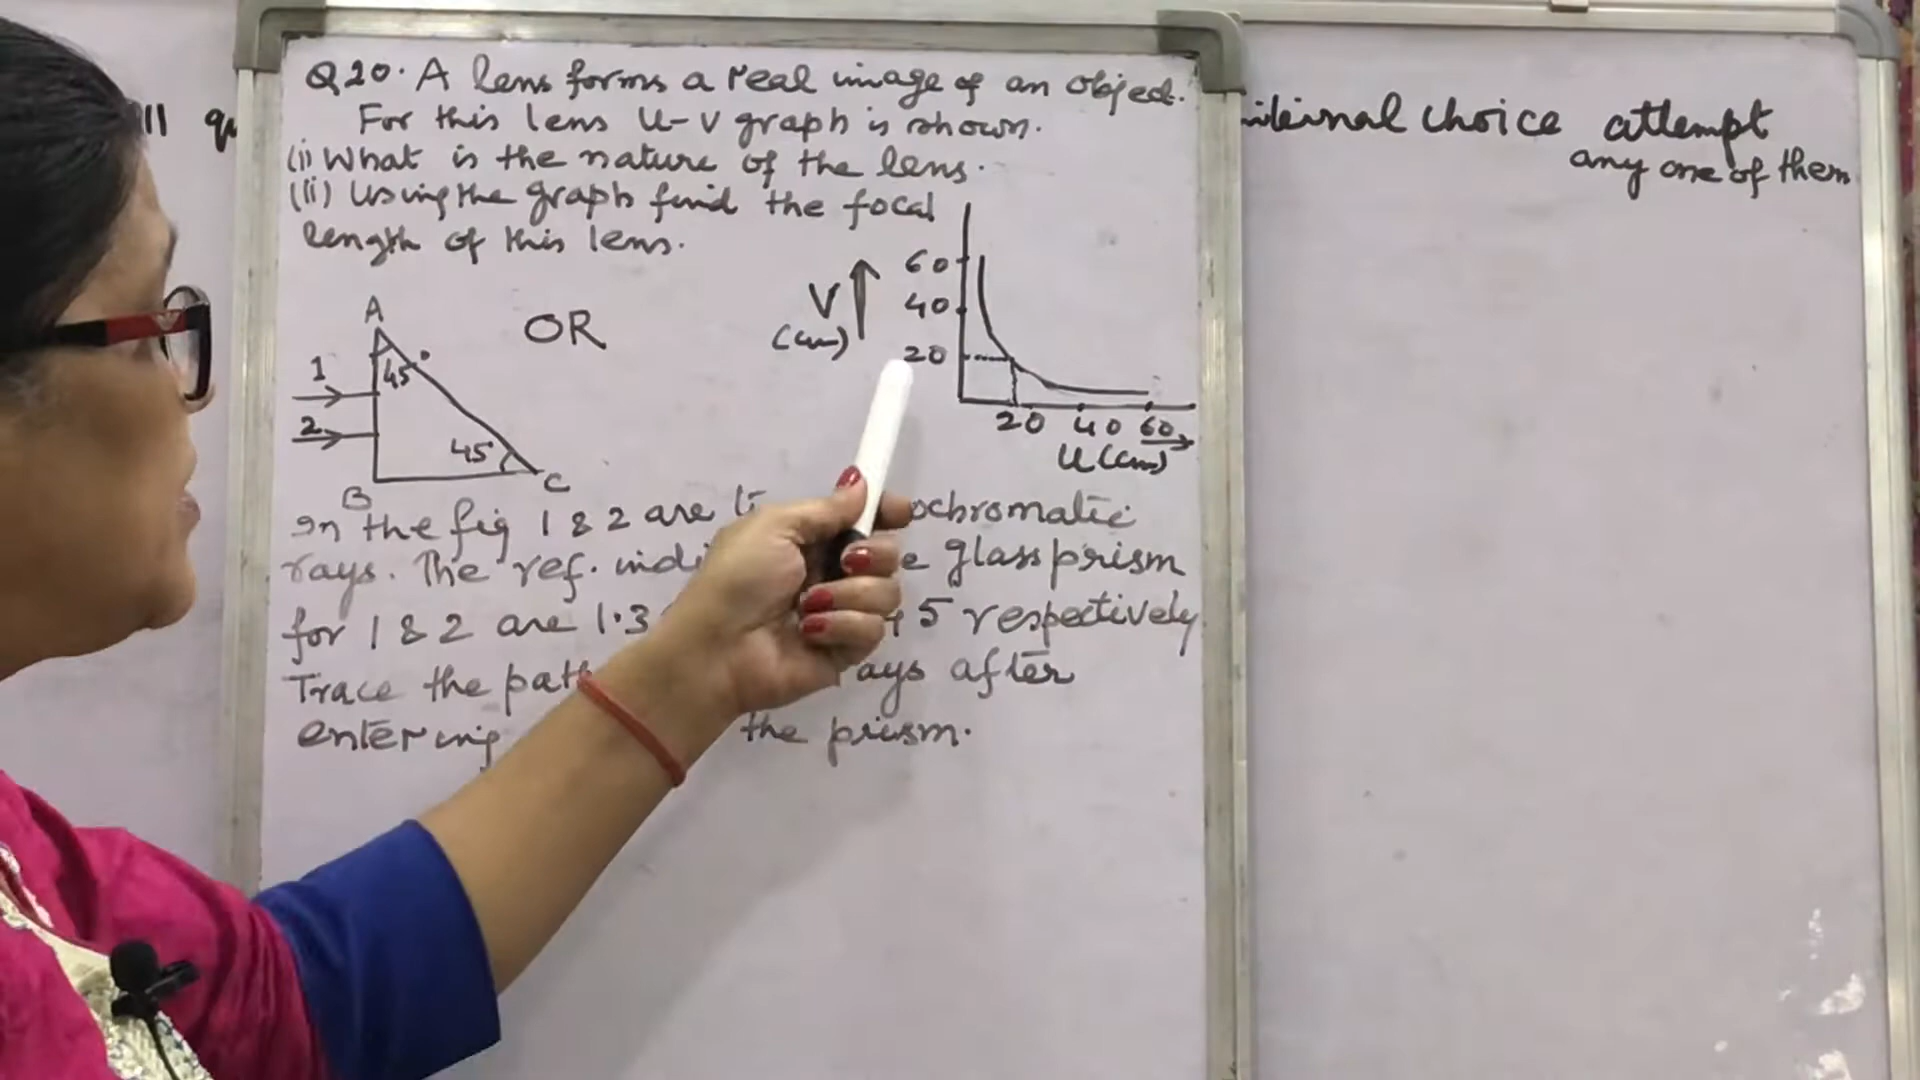 Q20. A lens forms a real image of an object.
For this lens u-v graph is shown.
(i) What is the nature of the lens.
(ii) Using the graph find the focal
length of this lens.
OR
A
45°
1
2
45
B
C
V
(cm)
60
40
20
20 40 60
u(cm)
In the fig 1 & 2 are
rays. The ref. glass prism
for 1 & 2 are respectively
Trace the after
entering the prism.
11
choice attempt
any one of them